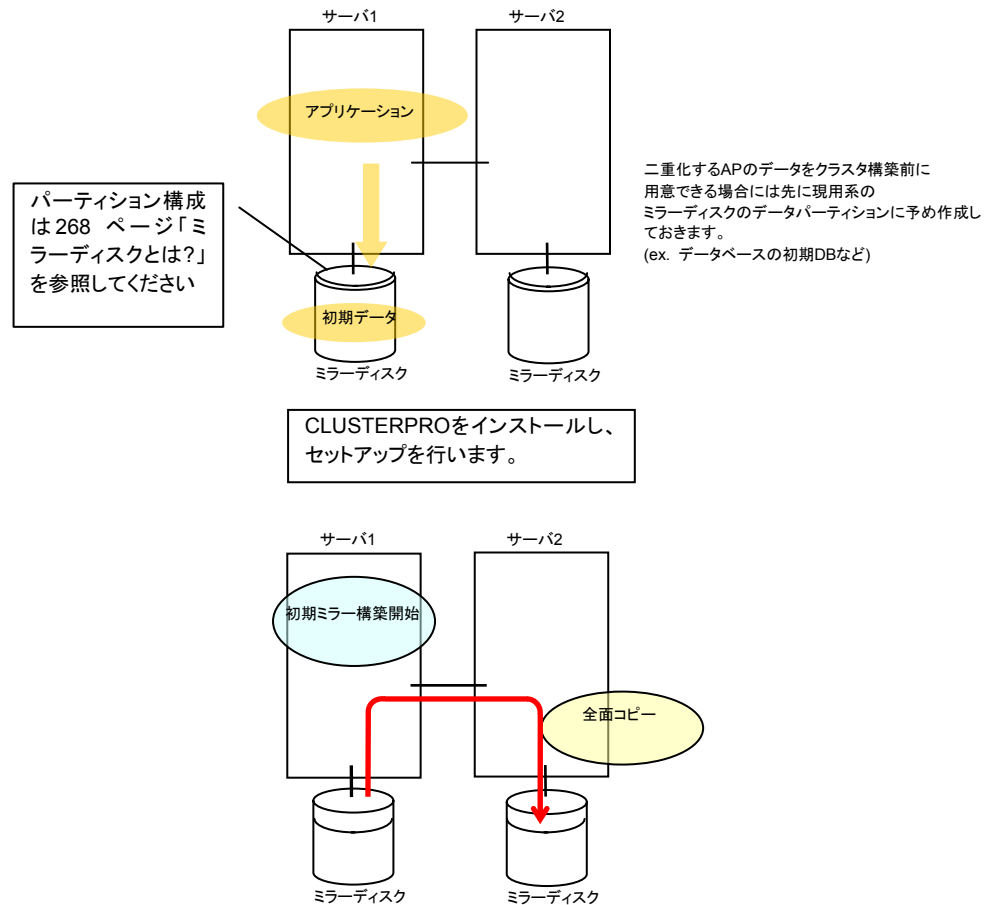 サーバ1
サーバ2
アプリケーション
二重化するAPのデータをクラスタ構築前に
用意できる場合には先に現用系の
ミラーディスクのデータパーティションに予め作成し
ておきます。
(ex. データベースの初期DBなど)
パーティション構成
は268 ページ「ミ
ラーディスクとは?」
を参照してください
初期データ
ミラーディスク
ミラーディスク
CLUSTERPROをインストールし、
セットアップを行います。
サーバ1
サーバ2
初期ミラー構築開始
全面コピー
ミラーディスク
ミラーディスク